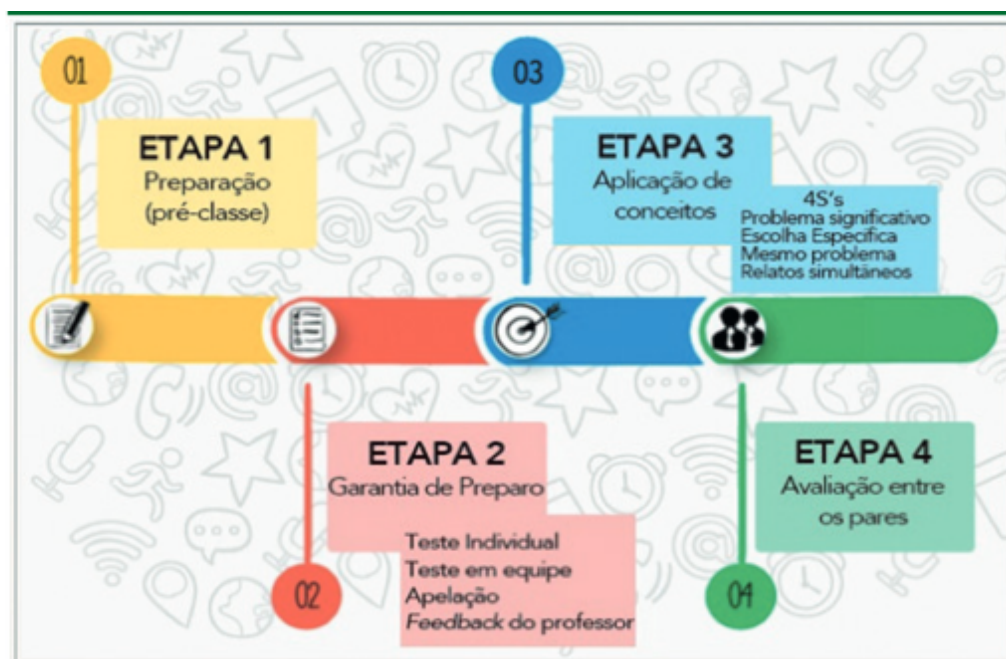 01
ETAPA 1
Preparação
(pré-classe)
02
ETAPA 2
Garantia de Preparo
Teste Individual
Teste em equipe
Apelação
Feedback do professor
03
ETAPA 3
Aplicação de
conceitos
4S's
Problema significativo
Escolha Específica
Mesmo problema
Relatos simultâneos
04
ETAPA 4
Avaliação entre
os pares